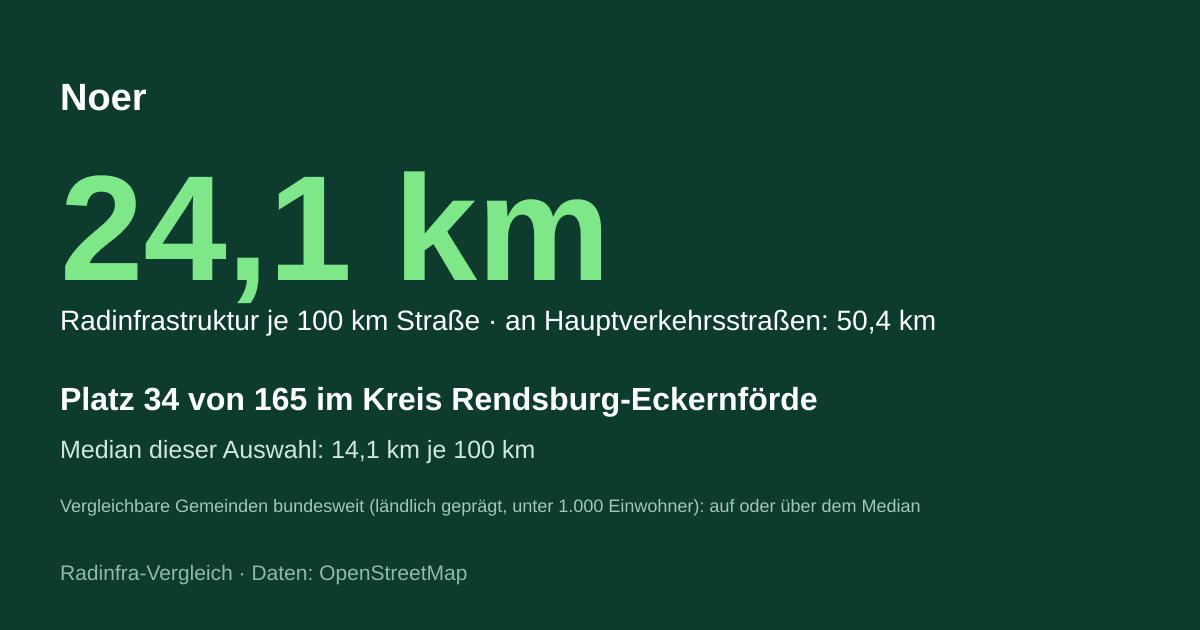 Noer
24,1 km
Radinfrastruktur je 100 km Straße · an Hauptverkehrsstraßen: 50,4 km
Platz 34 von 165 im Kreis Rendsburg-Eckernförde
Median dieser Auswahl: 14,1 km je 100 km
Vergleichbare Gemeinden bundesweit (ländlich geprägt, unter 1.000 Einwohner): auf oder über dem Median
Radinfra-Vergleich · Daten: OpenStreetMap